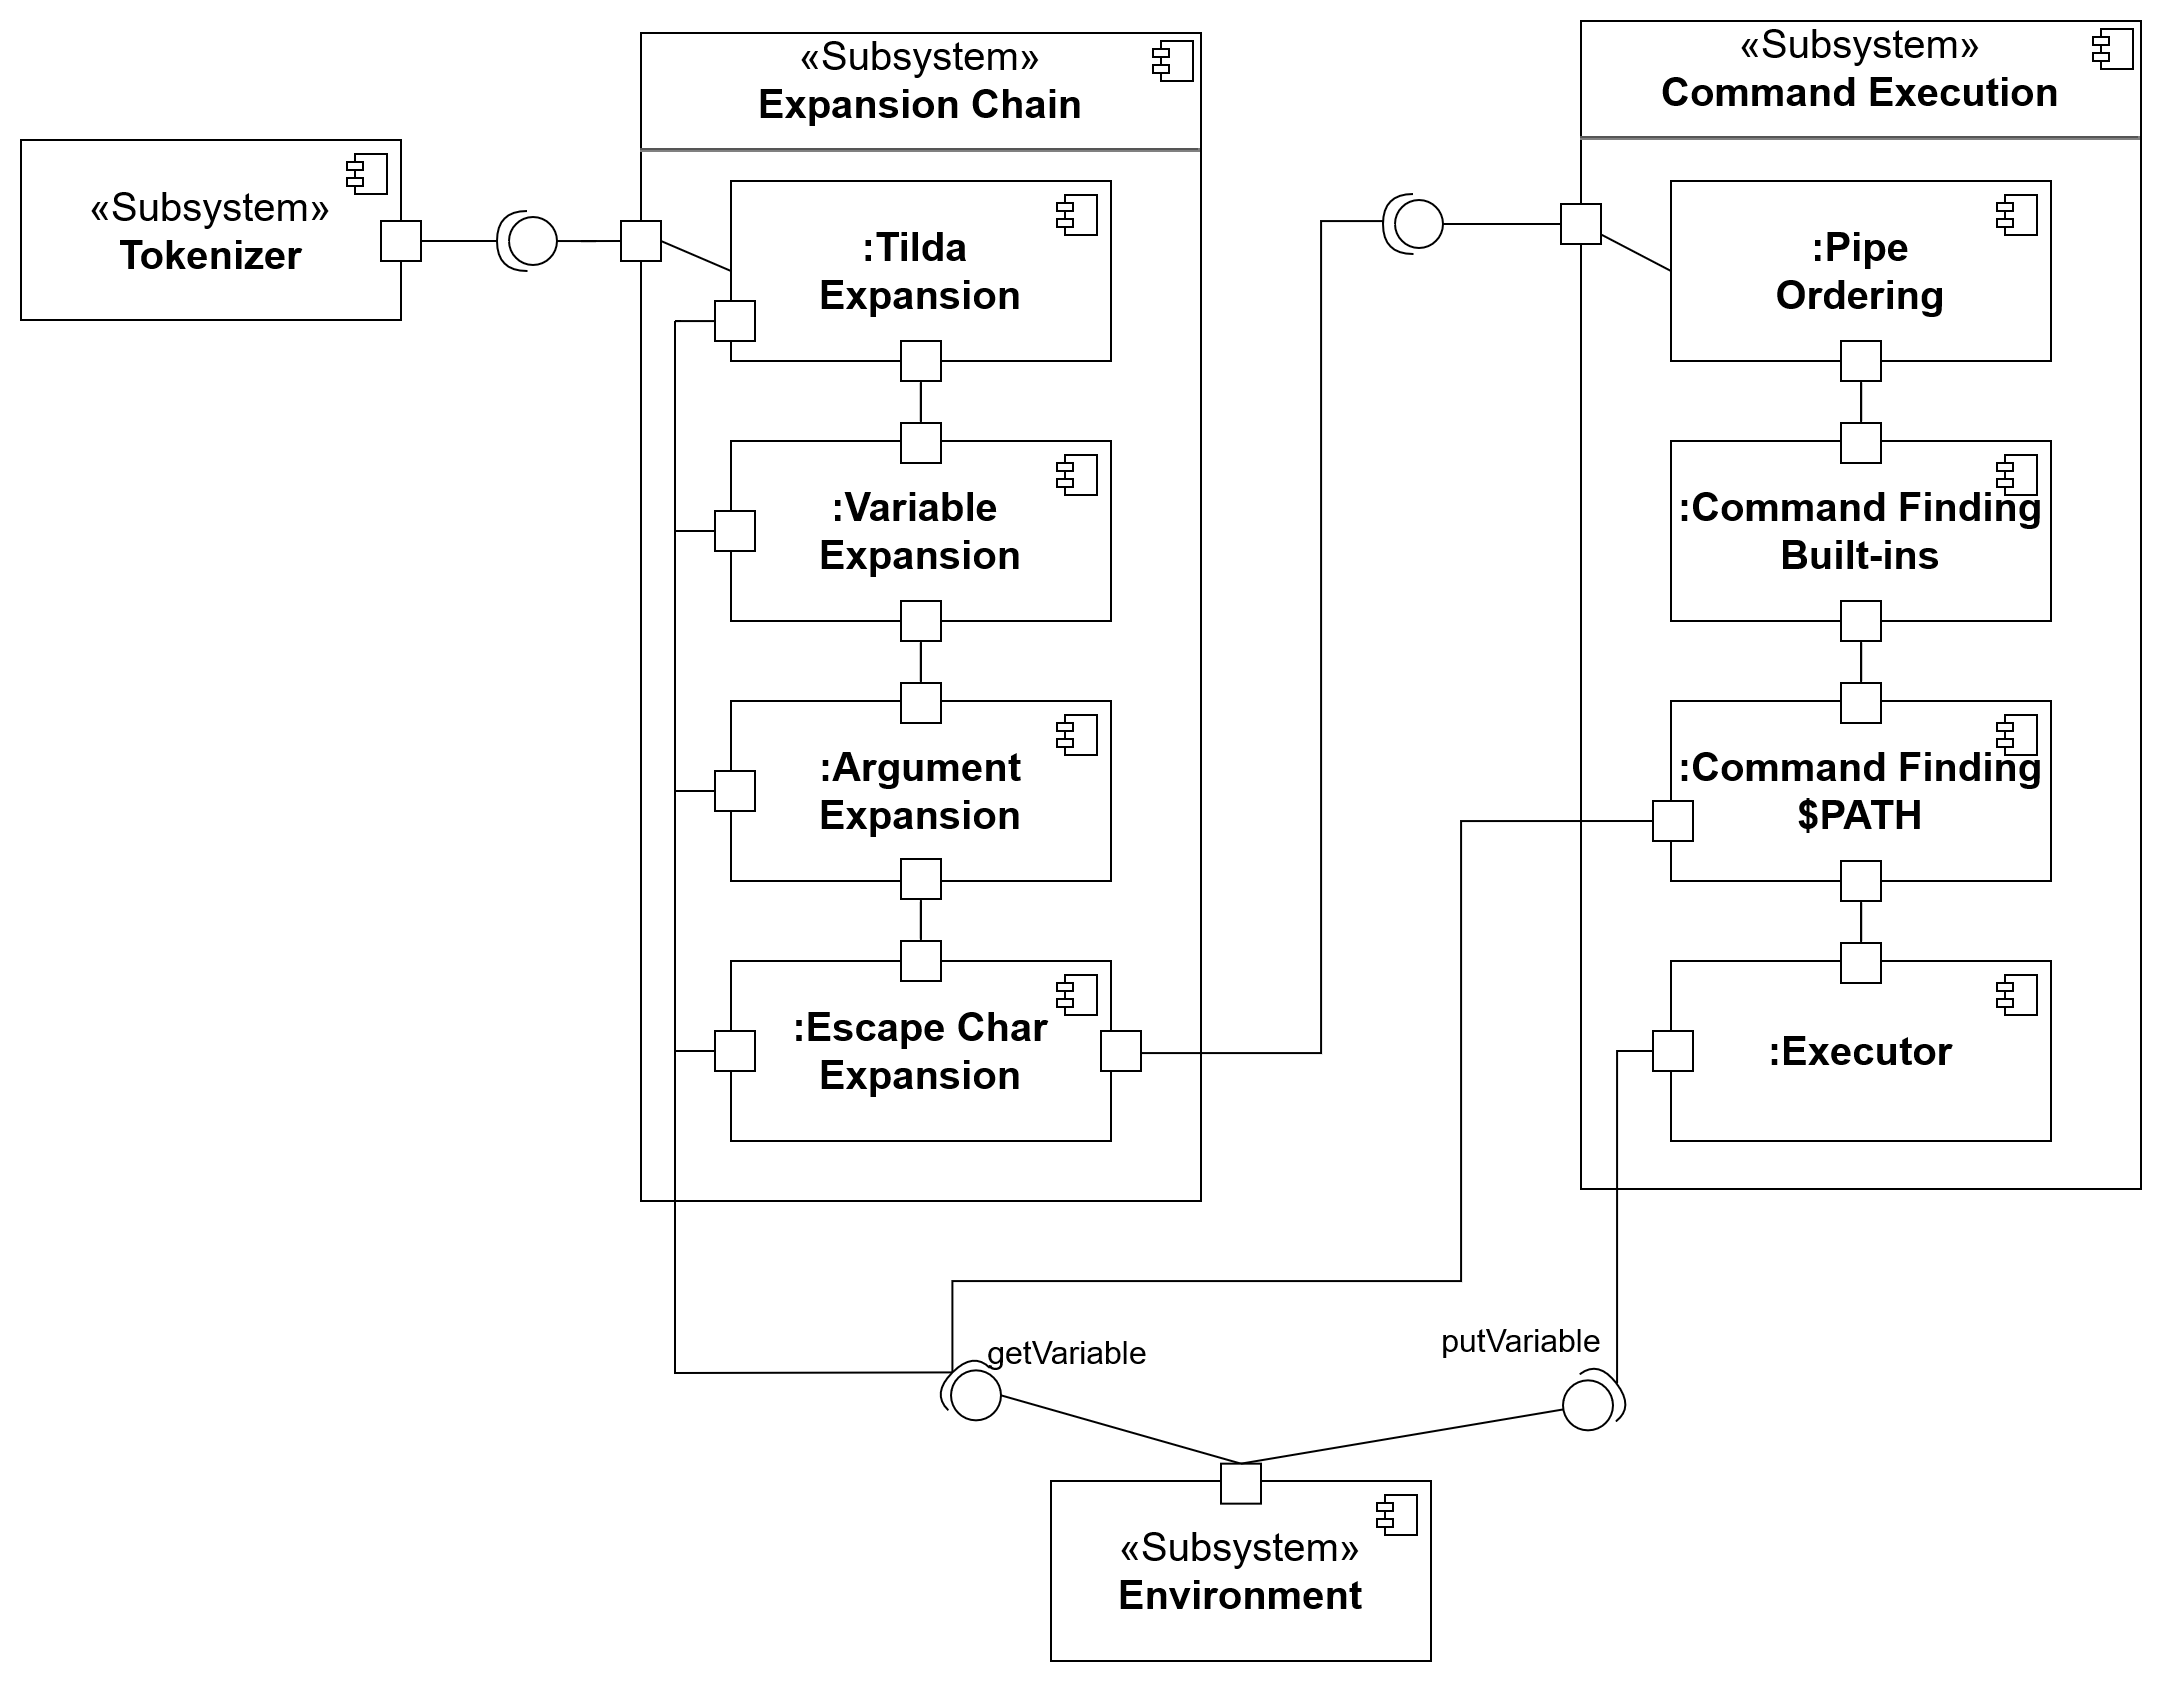 «Subsystem»
Tokenizer
«Subsystem»
Expansion Chain
:Tilda
Expansion
:Variable
Expansion
:Argument
Expansion
:Escape Char
Expansion
«Subsystem»
Command Execution
:Pipe
Ordering
:Command Finding
Built-ins
:Command Finding
$PATH
:Executor
getVariable
putVariable
«Subsystem»
Environment